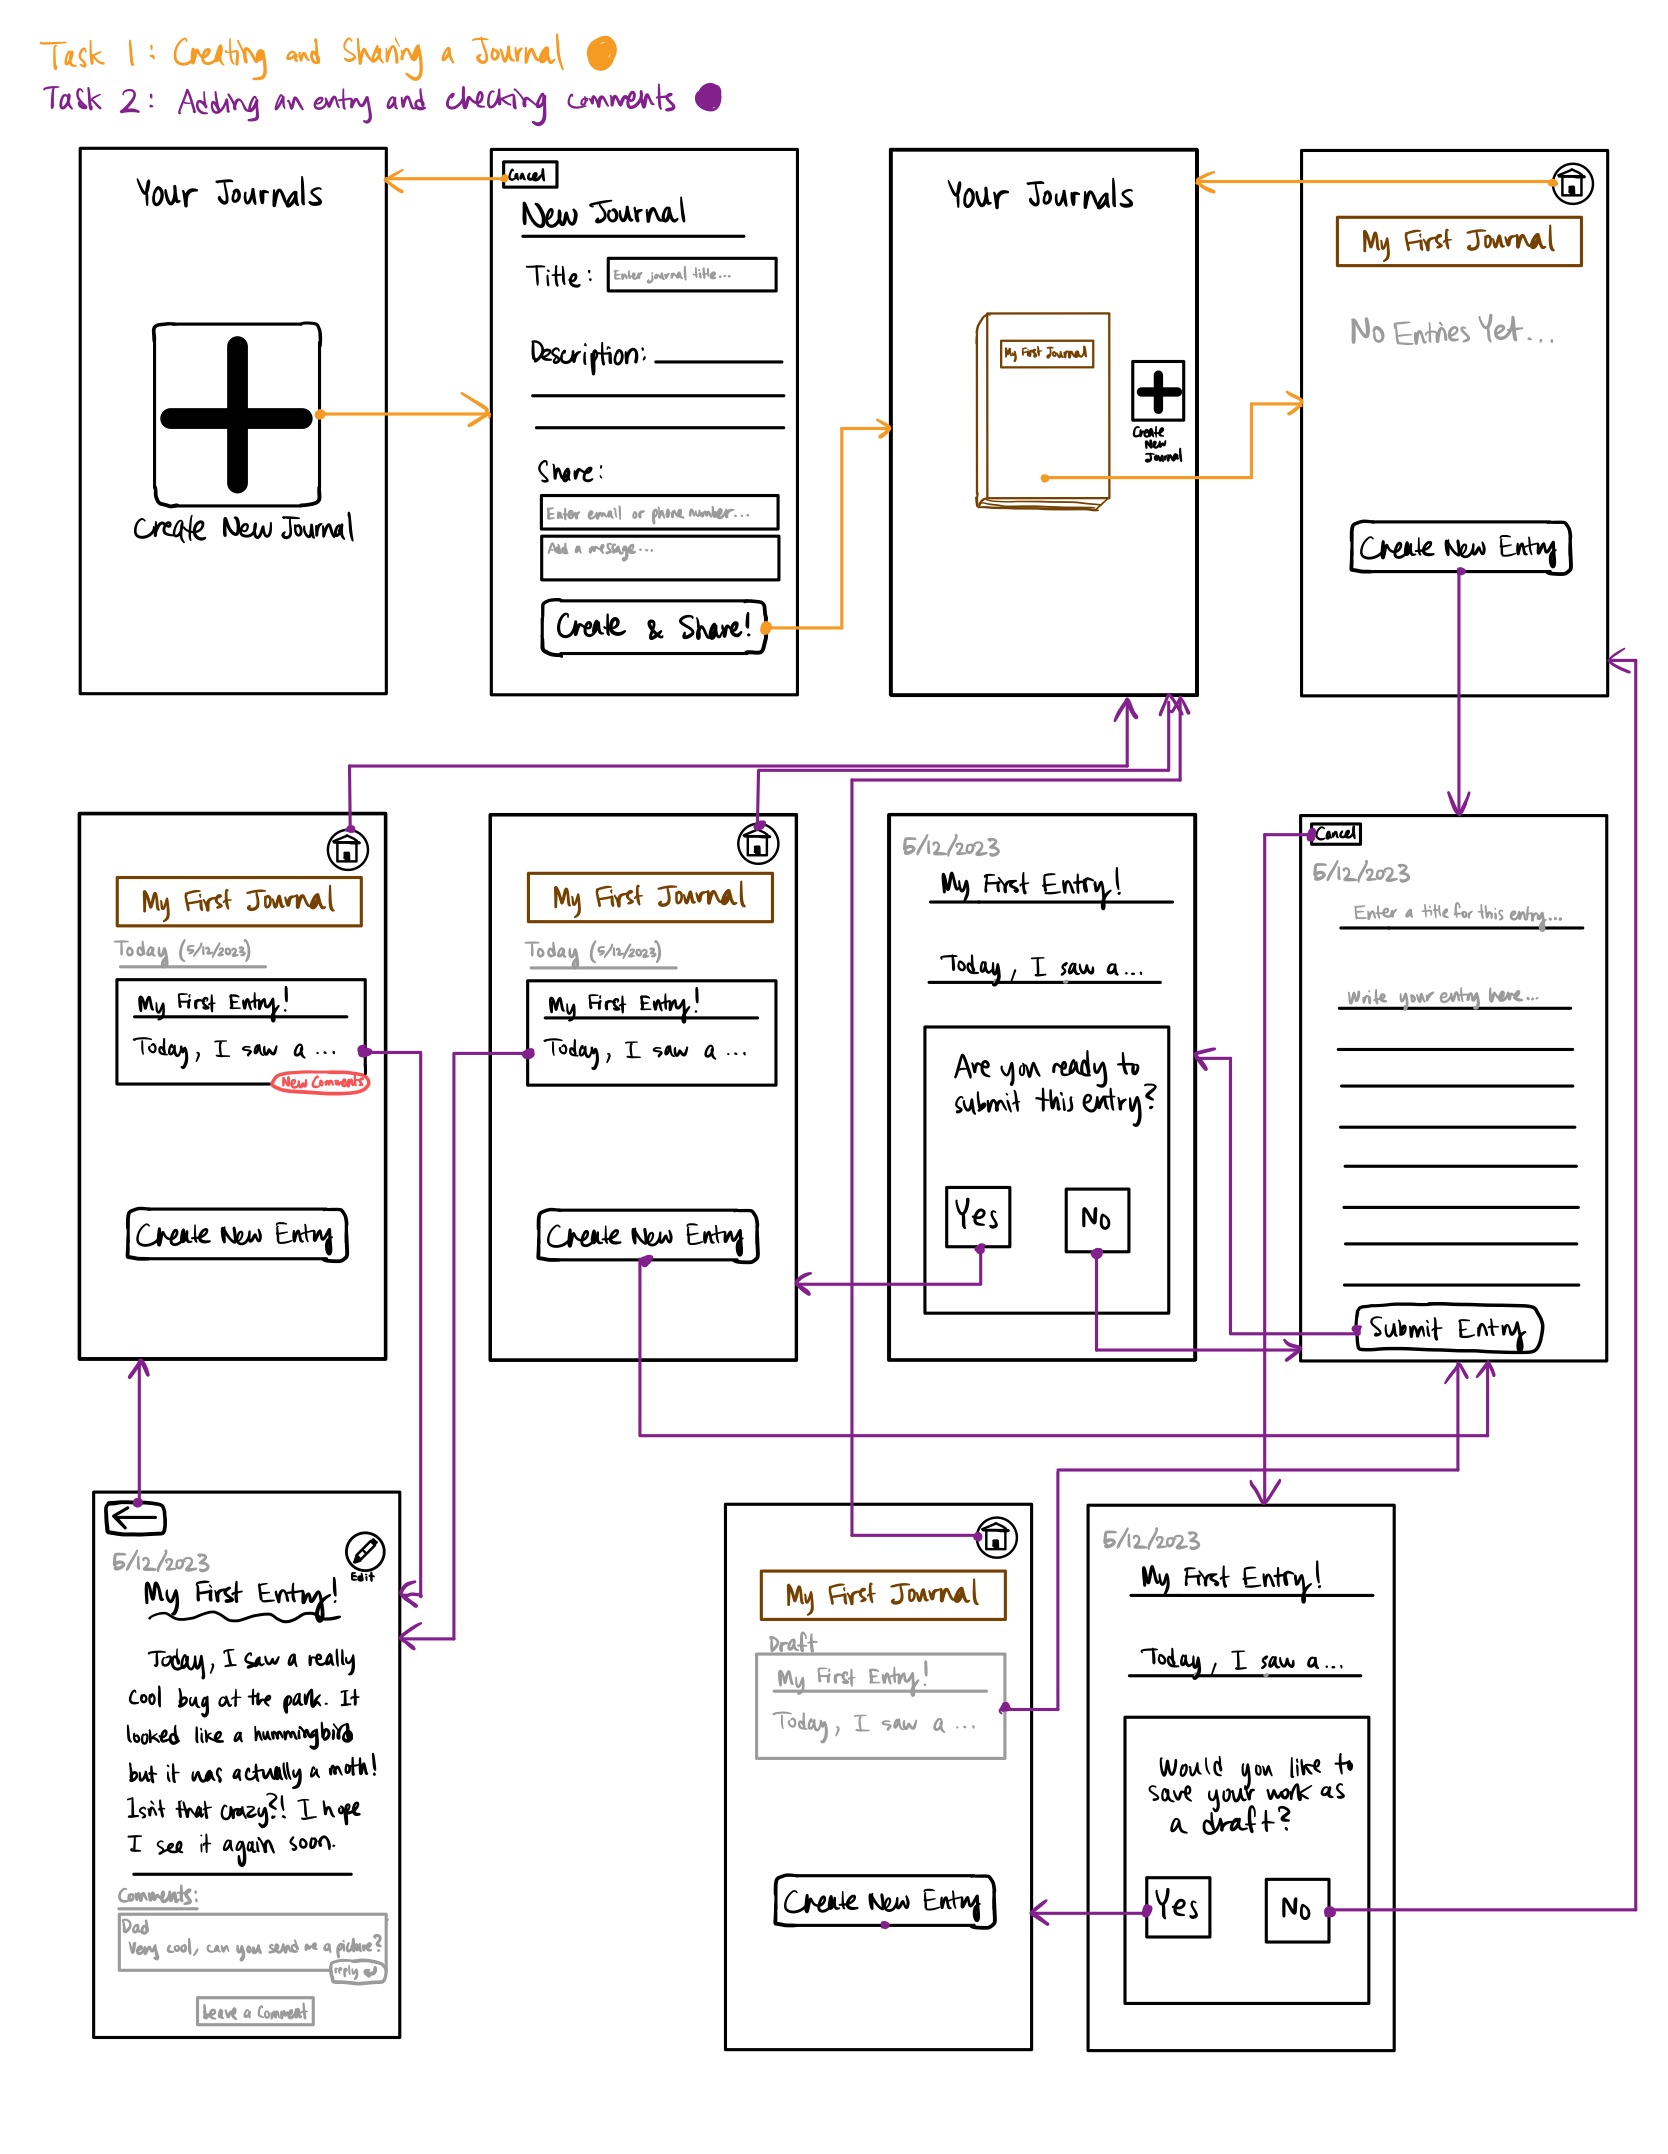 Task 1: Creating and Sharing a Journal
Task 2: Adding an entry and checking comments
Your Journals
Create New Journal
Cancel
New Journal
Title: Enter journal title...
Description:
Share:
Enter email or phone number...
Add a message...
Create & Share!
Your Journals
My First Journal
Create
New
Journal
My First Journal
No Entries Yet...
Create New Entry
My First Journal
Today (5/12/2023)
My First Entry!
Today, I saw a ...
New Comments
Create New Entry
My First Journal
Today (5/12/2023)
My First Entry!
Today, I saw a ...
Create New Entry
5/12/2023
My First Entry!
Today, I saw a...
Are you ready to
submit this entry?
Yes
No
Cancel
5/12/2023
Enter a title for this entry...
Write your entry here...
Submit Entry
5/12/2023
Edit
My First Entry!
Today, I saw a really
cool bug at the park. It
looked like a hummingbird
but it was actually a moth!
Isn't that crazy?! I hope
I see it again soon.
Comments:
Dad
Very cool, can you send me a picture?
reply
Leave a Comment
My First Journal
Draft
My First Entry!
Today, I saw a ...
Create New Entry
5/12/2023
My First Entry!
Today, I saw a...
Would you like to
save your work as
a draft?
Yes
No